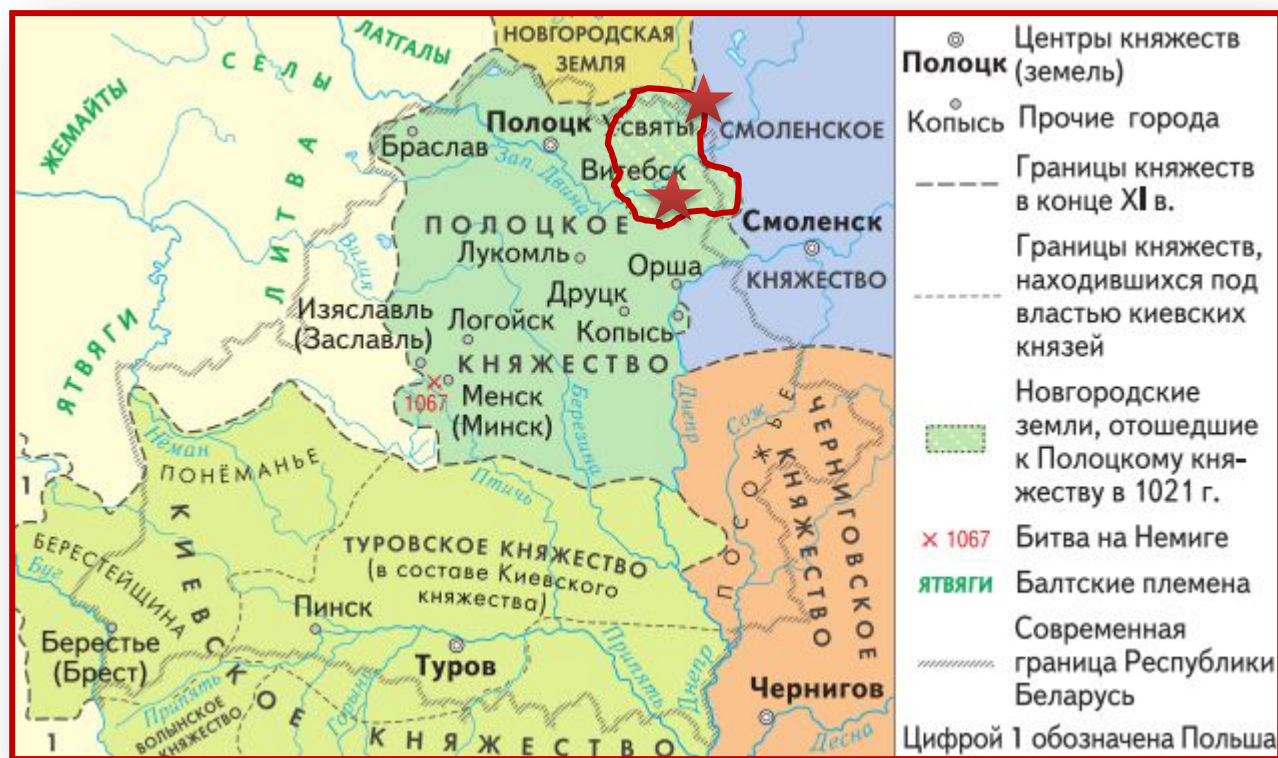 НОВГОРОДСКАЯ
ЗЕМЛЯ
ЛАТГАЛЫ
СЕЛЫ
ЖЕМАЙТЫ
ЛИТВА
ЯТВЯГИ
Браслав
Полоцк
Усвяты
СМОЛЕНСКОЕ
Зап. Двина
Витебск
ПОЛОЦКОЕ
Смоленск
Вилия
Лукомль
Орша
КНЯЖЕСТВО
Друцк
Изяславль
(Заславль)
Логойск
Копысь
КНЯЖЕСТВО
1067
Менск
(Минск)
Березина
Днепр
Сож
ПОСОЖЬЕ
ЧЕРНИГОВСКОЕ
КНЯЖЕСТВО
Нёман
ПОНЁМАНЬЕ
Птичь
1
КИЕВСКОЕ
БЕРЕСТЕЙЩИНА
Буг
ТУРОВСКОЕ КНЯЖЕСТВО
(в составе Киевского
княжества)
Пинск
Берестье
(Брест)
Туров
Припять
Днепр
Чернигов
Припять
Горынь
ВОЛЫНСКОЕ
КНЯЖЕСТВО
КНЯЖЕСТВО
Десна
1
Полоцк
Центры княжеств
(земель)
Копысь
Прочие города
Границы княжеств
в конце XI в.
Границы княжеств,
находившихся под
властью киевских
князей
Новгородские
земли, отошедшие
к Полоцкому кня-
жеству в 1021 г.
× 1067 Битва на Немиге
ЯТВЯГИ Балтские племена
Современная
граница Республики
Беларусь
Цифрой 1 обозначена Польша